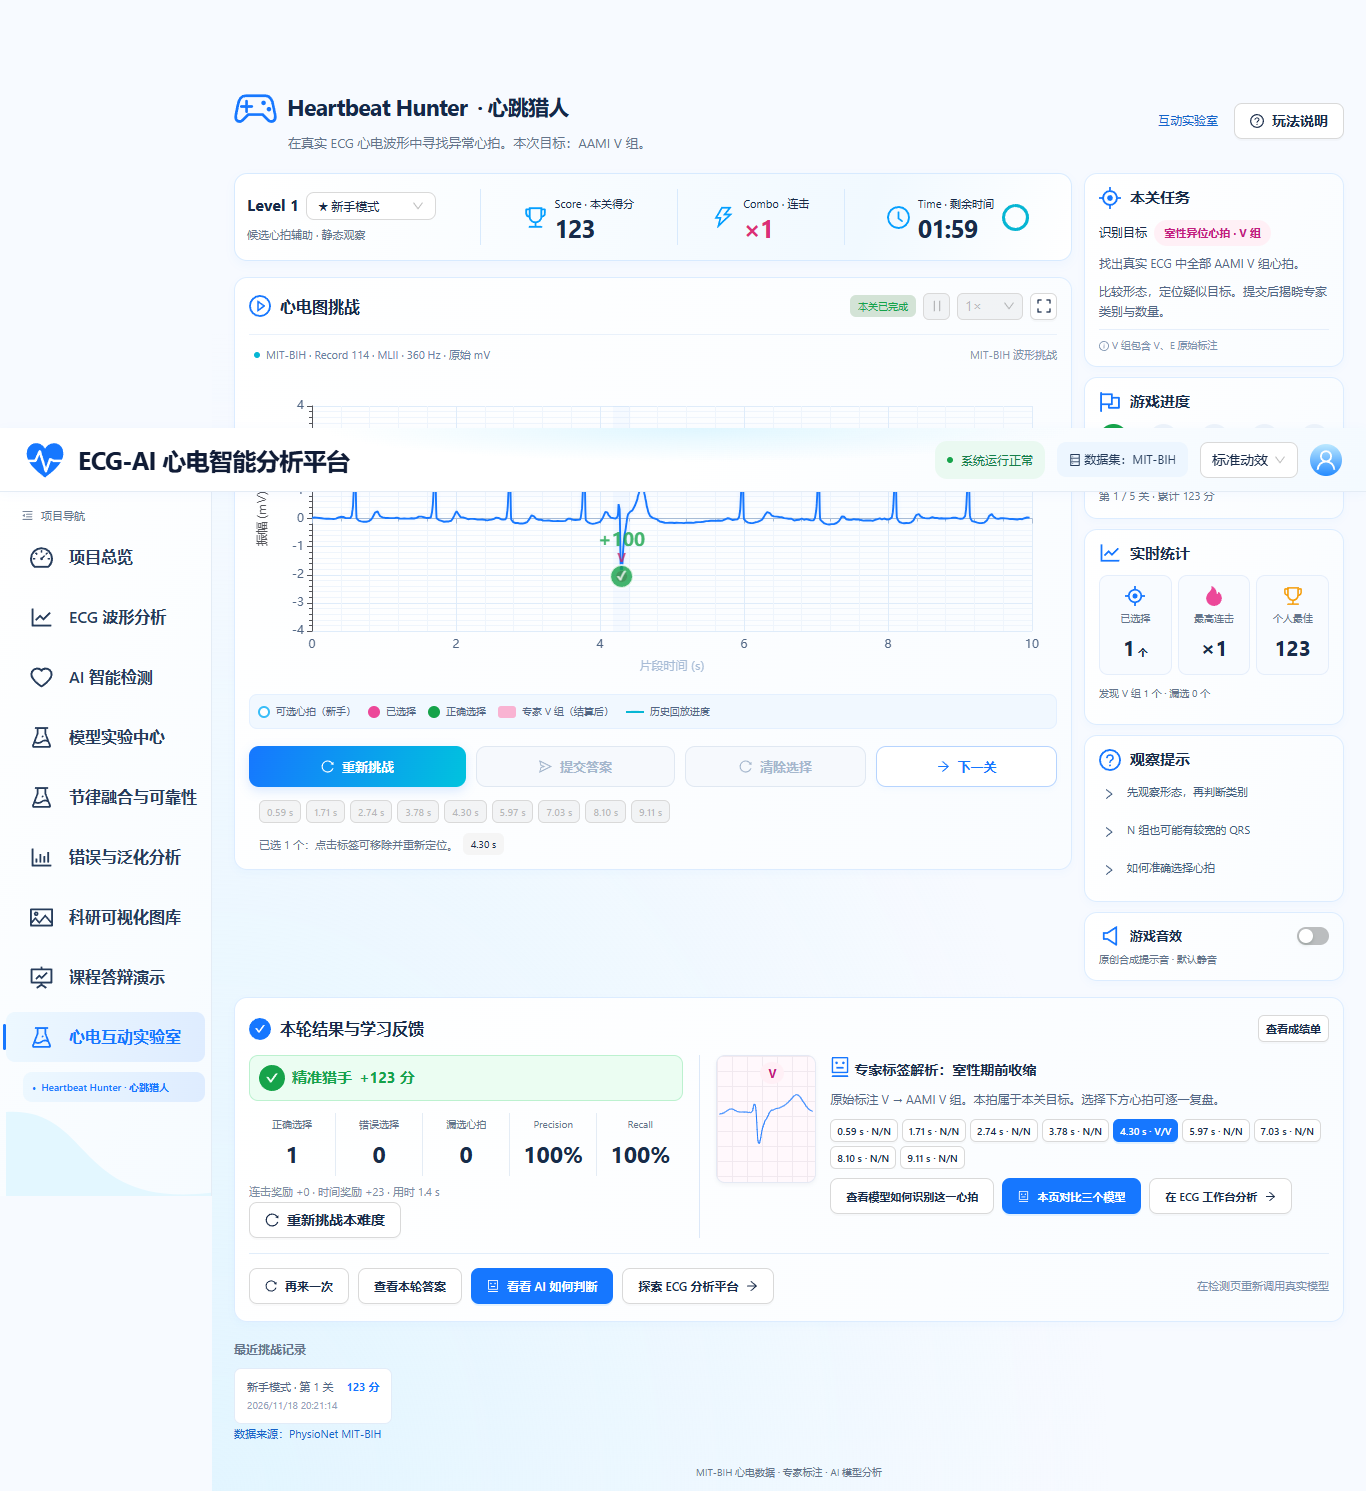 Heartbeat Hunter · 心跳猎人
在真实 ECG 心电波形中寻找异常心拍。本次目标：AAMI V 组。
互动实验室
玩法说明
Level 1
★ 新手模式
候选心拍辅助 · 静态观察
Score · 本关得分
123
Combo · 连击
×1
Time · 剩余时间
01:59
心电图挑战
本关已完成
1×
MIT-BIH · Record 114 · MLII · 360 Hz · 原始 mV
MIT-BIH 波形挑战
4
本关任务
识别目标
室性异位心拍 · V 组
找出真实 ECG 中全部 AAMI V 组心拍。
比较形态，定位疑似目标。提交后揭晓专家
类别与数量。
V 组包含 V、E 原始标注
游戏进度
ECG-AI 心电智能分析平台
系统运行正常
数据集：MIT-BIH
标准动效
第 1 / 5 关 · 累计 123 分
项目导航
项目总览
ECG 波形分析
AI 智能检测
模型实验中心
节律融合与可靠性
错误与泛化分析
科研可视化图库
课程答辩演示
心电互动实验室
• Heartbeat Hunter · 心跳猎人
振幅 (mV)
0
-1
-2
-3
-4
+100
V
0
2
4
6
8
10
片段时间 (s)
可选心拍（新手）
已选择
正确选择
专家 V 组（结算后）
历史回放进度
重新挑战
提交答案
清除选择
下一关
0.59 s
1.71 s
2.74 s
3.78 s
4.30 s
5.97 s
7.03 s
8.10 s
9.11 s
已选 1 个：点击标签可移除并重新定位。
4.30 s
实时统计
已选择
1 个
最高连击
×1
个人最佳
123
发现 V 组 1 个 · 漏选 0 个
观察提示
先观察形态，再判断类别
N 组也可能有较宽的 QRS
如何准确选择心拍
游戏音效
原创合成提示音 · 默认静音
本轮结果与学习反馈
查看成绩单
精准猎手 +123 分
正确选择
1
错误选择
0
漏选心拍
0
Precision
100%
Recall
100%
连击奖励 +0 · 时间奖励 +23 · 用时 1.4 s
重新挑战本难度
V
专家标签解析：室性期前收缩
原始标注 V → AAMI V 组。本拍属于本关目标。选择下方心拍可逐一复盘。
0.59 s · N/N
1.71 s · N/N
2.74 s · N/N
3.78 s · N/N
4.30 s · V/V
5.97 s · N/N
7.03 s · N/N
8.10 s · N/N
9.11 s · N/N
查看模型如何识别这一心拍
本页对比三个模型
在 ECG 工作台分析 →
再来一次
查看本轮答案
看看 AI 如何判断
探索 ECG 分析平台 →
在检测页重新调用真实模型
最近挑战记录
新手模式 · 第 1 关
123 分
2026/11/18 20:21:14
数据来源：PhysioNet MIT-BIH
MIT-BIH 心电数据 · 专家标注 · AI 模型分析